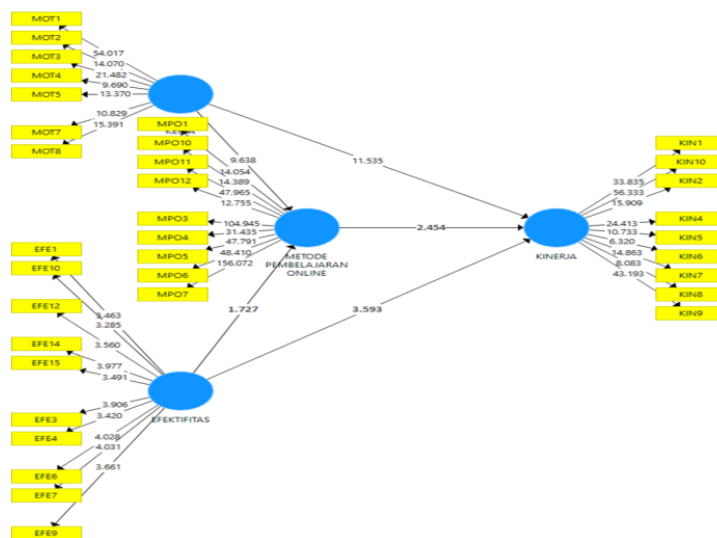 MOT1
MOT2
MOT3
MOT4
MOT5
MOT7
MOT8
54.017
14.070
21.482
9.690
13.370
10.829
15.391
MPO1
MPO10
MPO11
MPO12
MPO3
MPO4
MPO5
MPO6
MPO7
9.638
14.054
14.389
47.965
12.755
104.945
31.435
47.791
48.410
156.072
METODE
PEMBELAJARAN
ONLINE
11.535
2.454
1.727
3.593
KINERJA
KIN1
KIN10
KIN2
KIN4
KIN5
KIN6
KIN7
KIN8
KIN9
33.835
56.333
15.909
24.413
10.733
6.320
14.863
8.083
43.193
EFE1
EFE10
EFE12
EFE14
EFE15
EFE3
EFE4
EFE6
EFE7
EFE9
3.463
3.285
3.560
3.977
3.491
3.906
3.420
4.028
4.031
3.661
EFEKTIFITAS